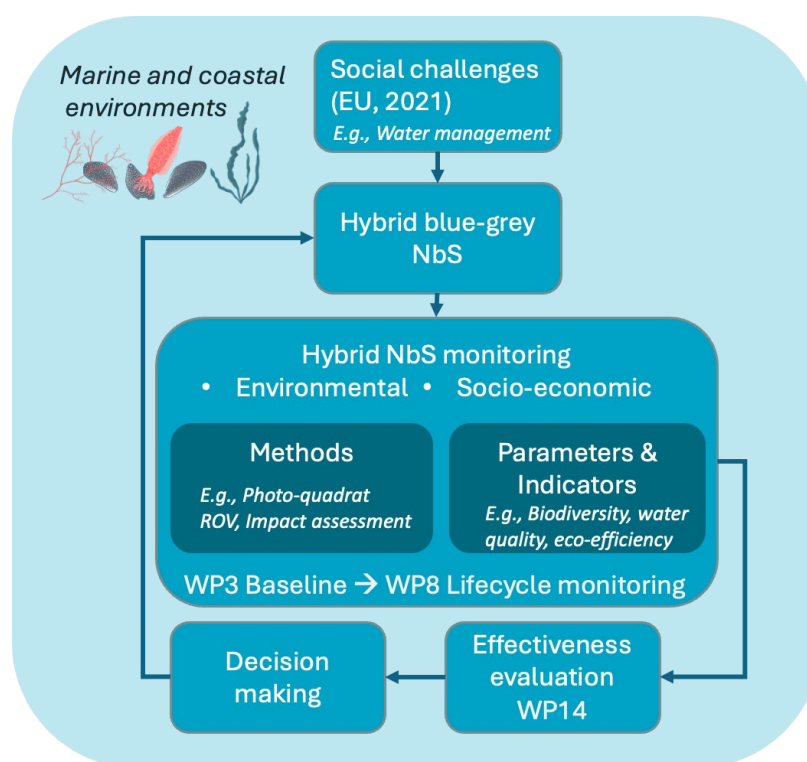 Marine and coastal
environments
Social challenges
(EU, 2021)
E.g., Water management
Hybrid blue-grey
NbS
Hybrid NbS monitoring
• Environmental • Socio-economic
Methods
E.g., Photo-quadrat
ROV, Impact assessment
Parameters &
Indicators
E.g., Biodiversity, water
quality, eco-efficiency
WP3 Baseline → WP8 Lifecycle monitoring
Decision
making
Effectiveness
evaluation
WP14